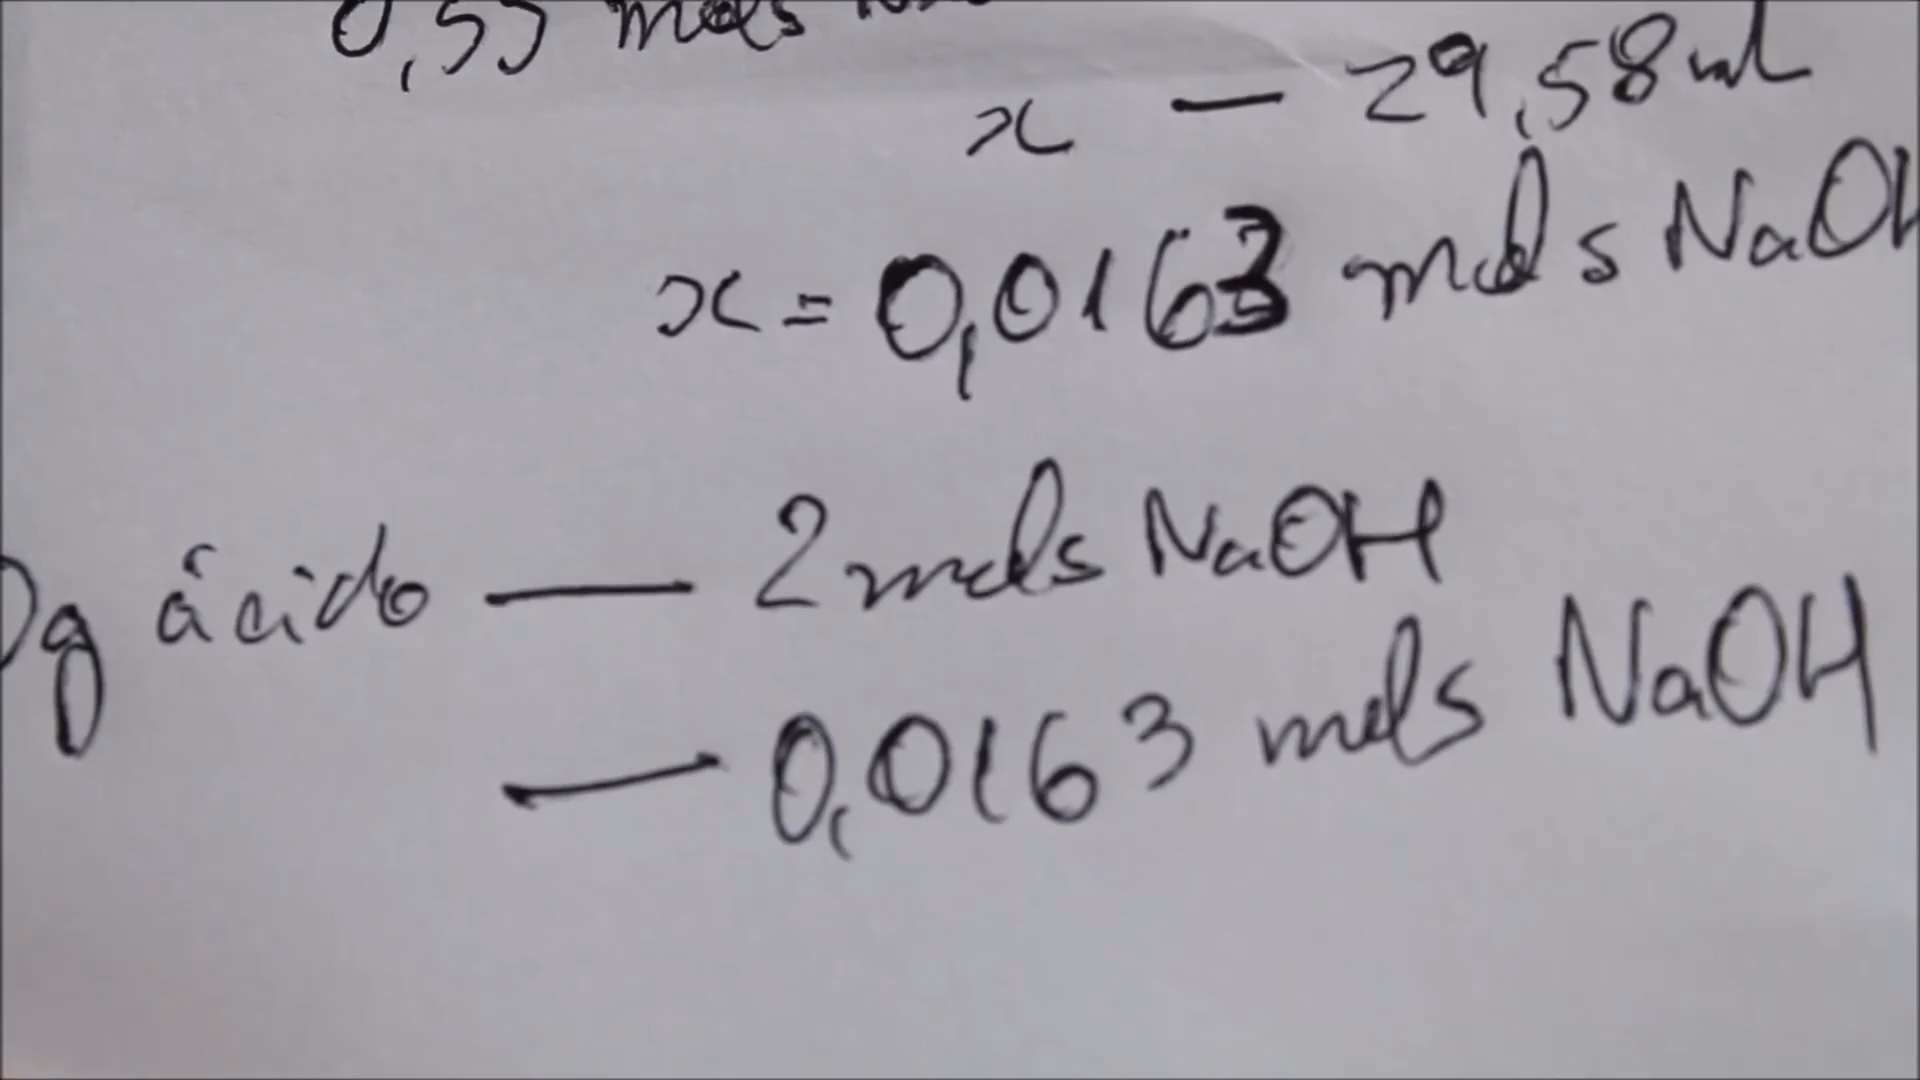 0,55 mols
x — 29,58 ml
x = 0,0163 mols NaOH
g ácido — 2 mols NaOH
— 0,0163 mols NaOH